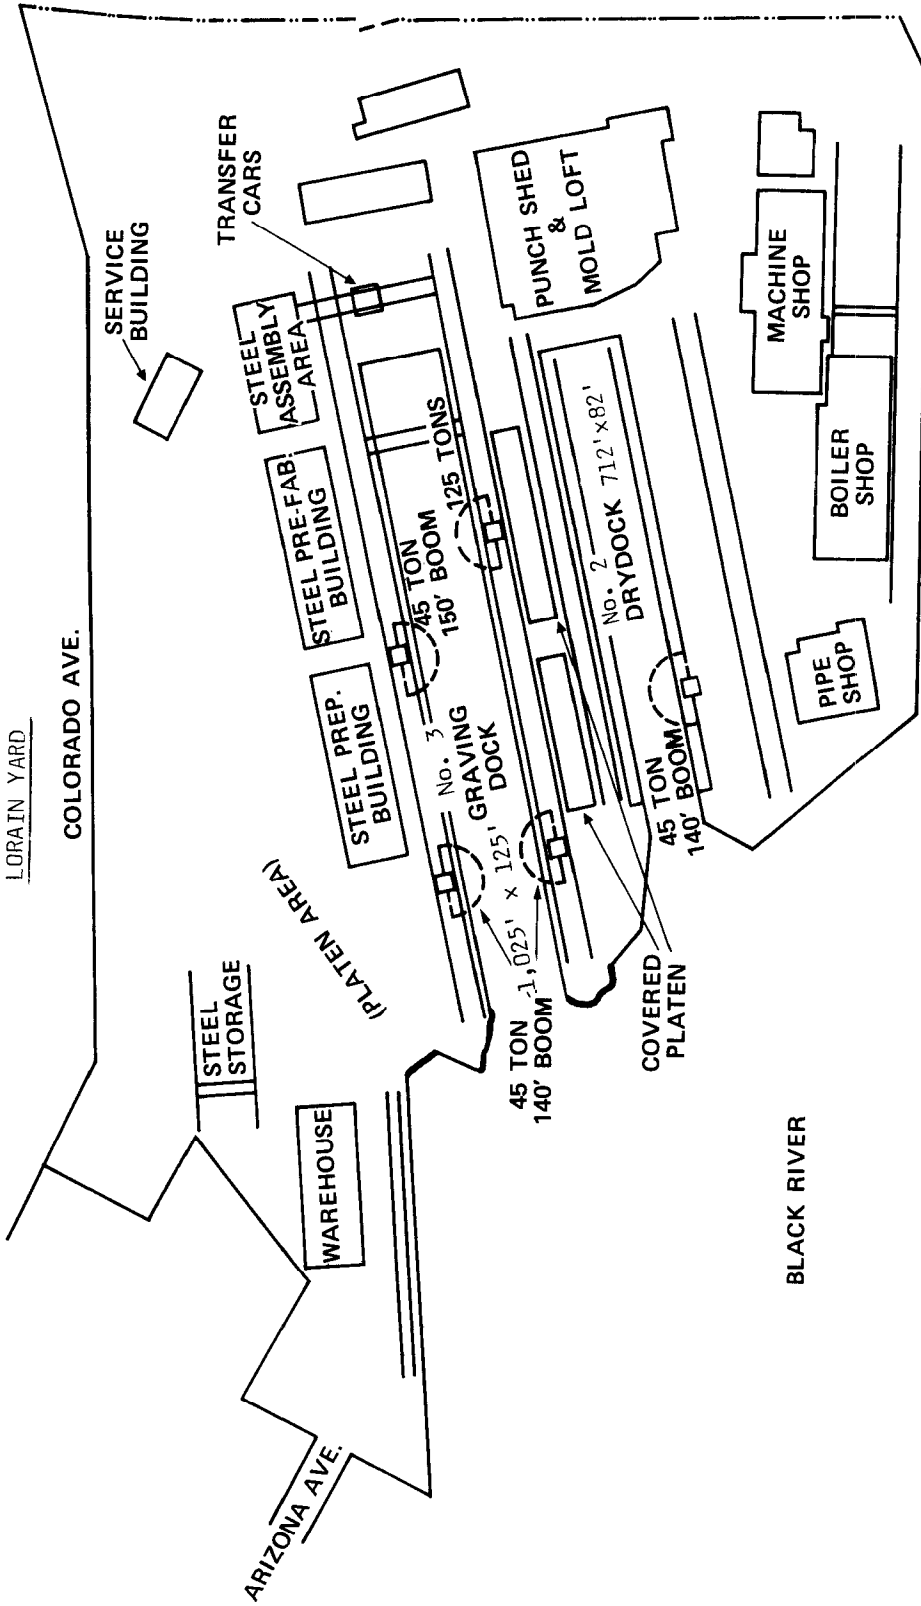 LORAIN YARD
COLORADO AVE.
SERVICE
BUILDING
TRANSFER
CARS
STEEL
ASSEMBLY
AREA
STEEL PRE-FAB.
BUILDING
STEEL PREP.
BUILDING
(PLATEN AREA)
STEEL
STORAGE
WAREHOUSE
ARIZONA AVE.
45 TON
150' BOOM
125 TONS
No. 3
GRAVING
DOCK
1,025' x 125'
45 TON
140' BOOM
PUNCH SHED
&
MOLD LOFT
No. 2
DRYDOCK 712'x82'
45 TON
140' BOOM
COVERED
PLATEN
MACHINE
SHOP
BOILER
SHOP
PIPE
SHOP
BLACK RIVER